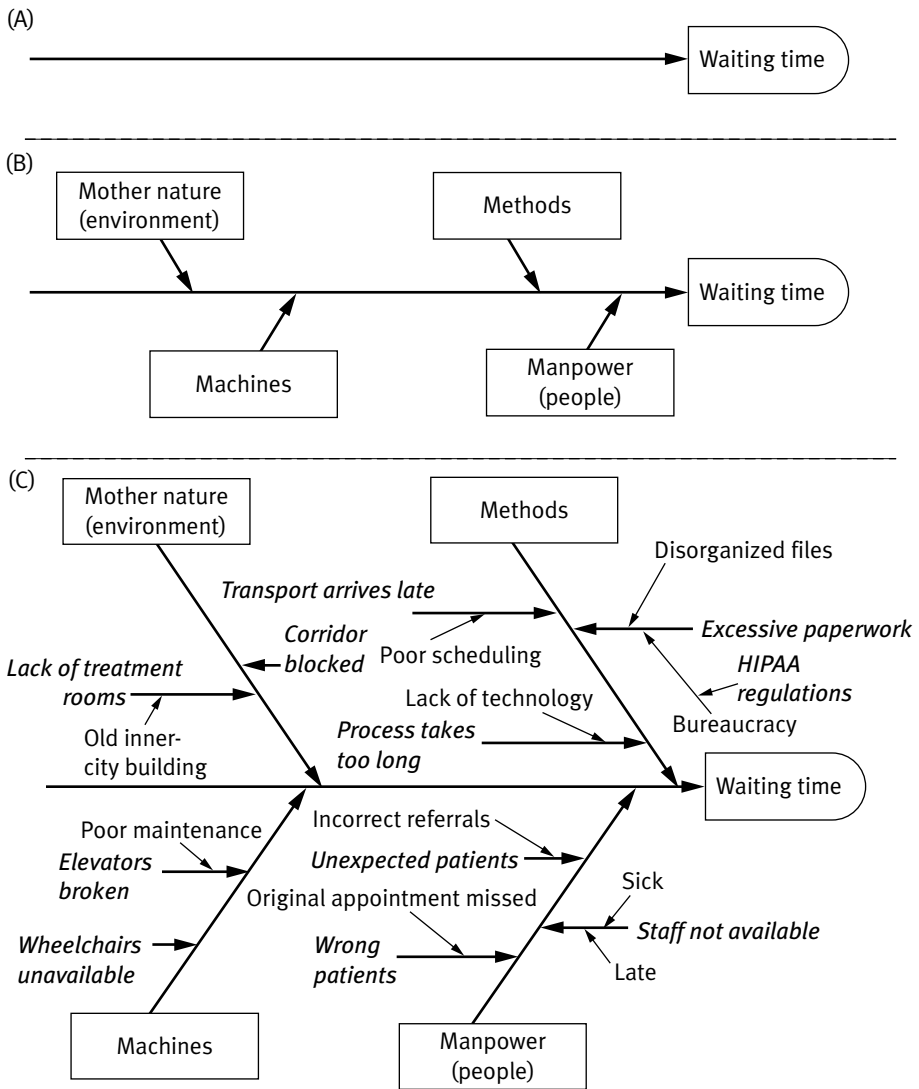 (A)
Waiting time
(B)
Mother nature
(environment)
Methods
Waiting time
Machines
Manpower
(people)
(C)
Mother nature
(environment)
Methods
Disorganized files
Transport arrives late
Corridor
blocked
Poor scheduling
Excessive paperwork
HIPAA
regulations
Lack of treatment
rooms
Lack of technology
Bureaucracy
Old inner-
city building
Process takes
too long
Waiting time
Poor maintenance
Incorrect referrals
Elevators
broken
Unexpected patients
Original appointment missed
Sick
Staff not available
Wheelchairs
unavailable
Wrong
patients
Late
Machines
Manpower
(people)